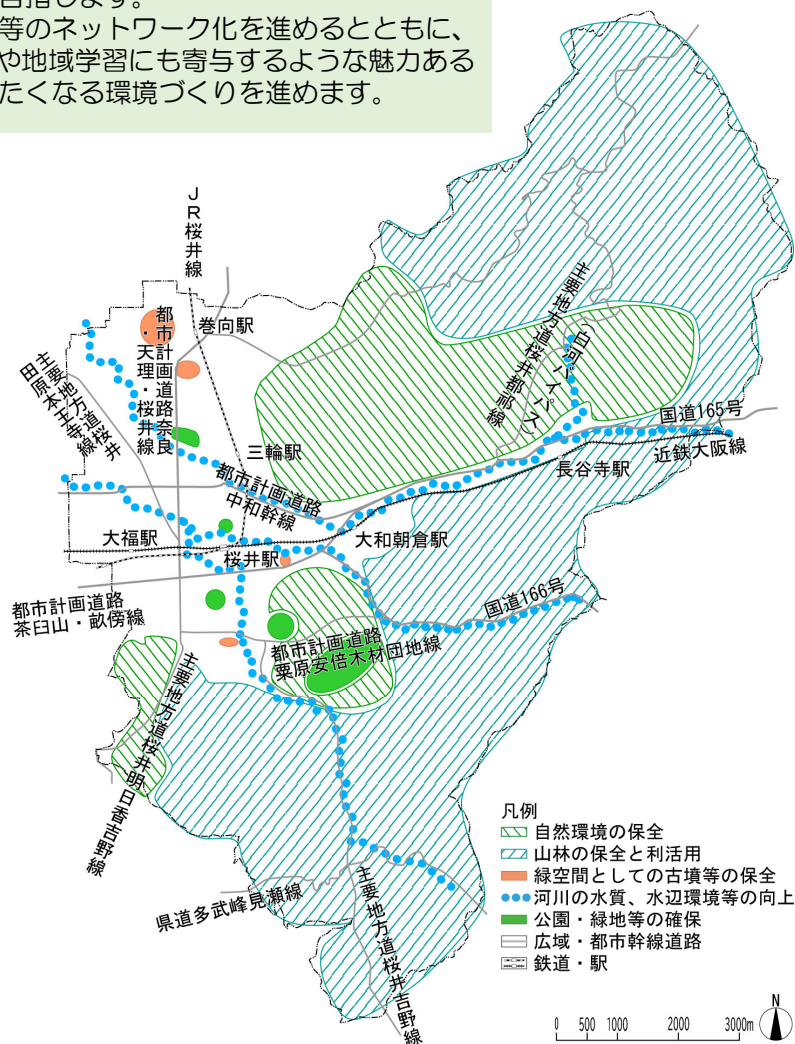 目指します。
等のネットワーク化を進めるとともに、
や地域学習にも寄与するような魅力ある
たくなる環境づくりを進めます。
JR桜井線
巻向駅
都市計画道路奈良
・天理・桜井線
主要地方道桜井
田原本王寺線
三輪駅
主要地方道桜井都祁線
(白河バイパス)
国道165号
近鉄大阪線
長谷寺駅
都市計画道路
中和幹線
大福駅
桜井駅
大和朝倉駅
都市計画道路
茶臼山・畝傍線
国道166号
都市計画道路
粟原安倍木材団地線
主要地方道桜井明日香吉野線
県道多武峰見瀬線
主要地方道桜井吉野線
凡例
自然環境の保全
山林の保全と利活用
緑空間としての古墳等の保全
河川の水質、水辺環境等の向上
公園・緑地等の確保
広域・都市幹線道路
鉄道・駅
0 500 1000 2000 3000m
N